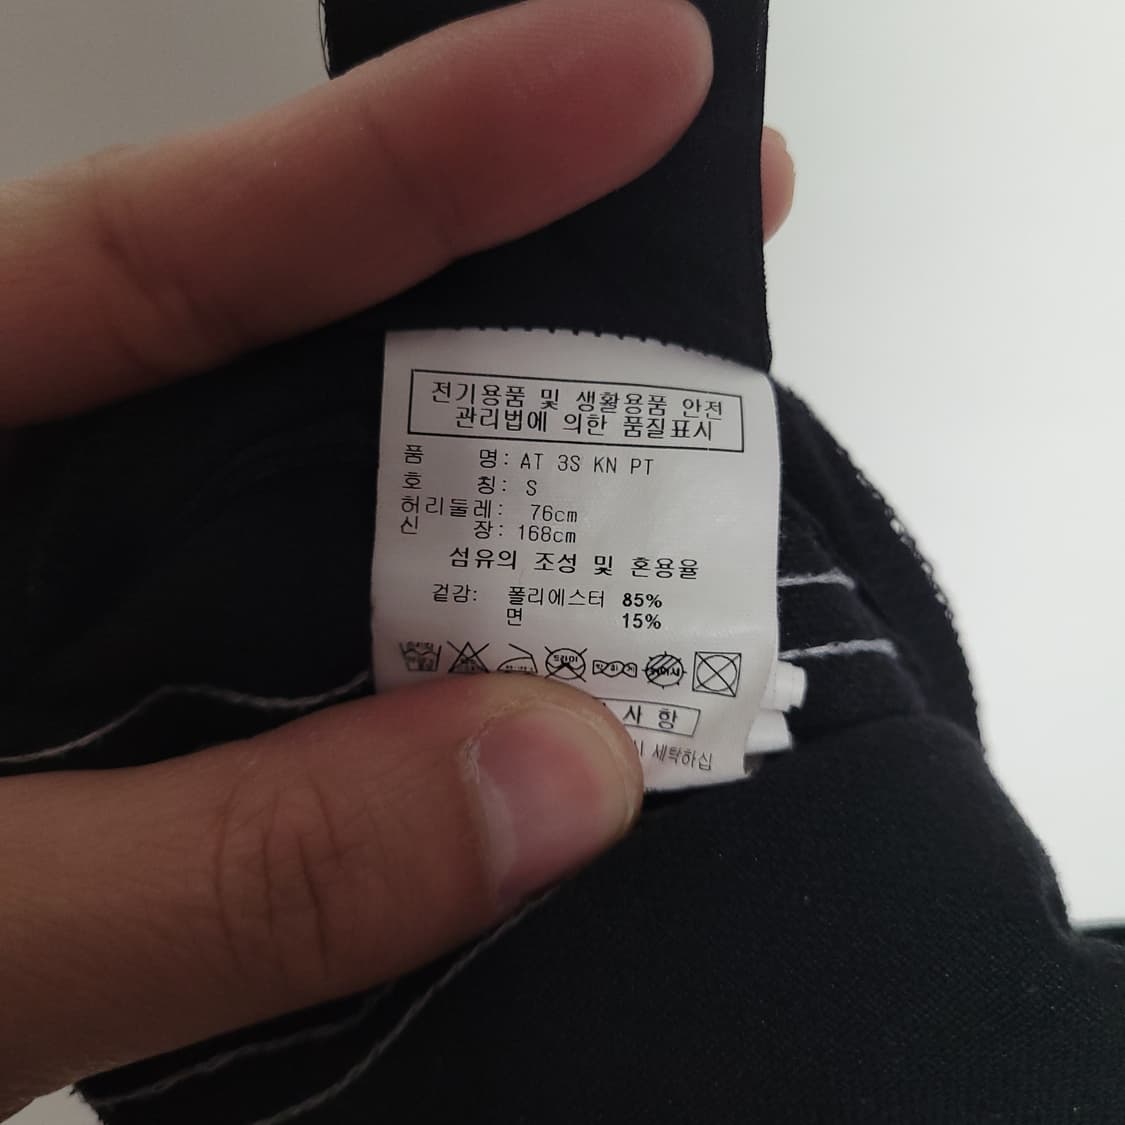 전기용품 및 생활용품 안전
관리법에 의한 품질표시
품 명: AT 3S KN PT
호 칭: S
허리둘레: 76cm
신 장: 168cm
섬유의 조성 및 혼용율
겉감: 폴리에스터 85%
면 15%
드라이
사 항
세탁하십